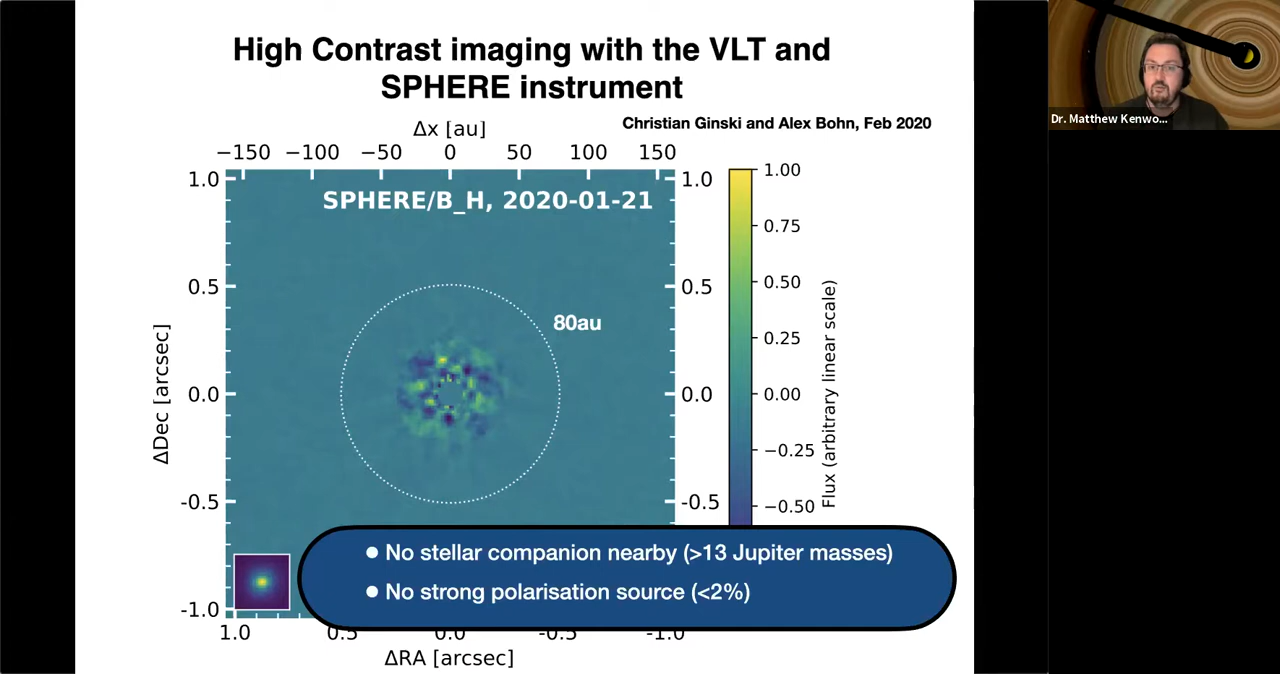 High Contrast imaging with the VLT and
SPHERE instrument
Christian Ginski and Alex Bohn, Feb 2020
Δx [au]
−150 −100 −50 0 50 100 150
SPHERE/B_H, 2020-01-21
80au
ΔDec [arcsec]
1.0
0.5
0.0
-0.5
-1.0
1.0
0.5
0.0
-0.5
1.00
0.75
0.50
0.25
0.00
−0.25
−0.50
Flux (arbitrary linear scale)
● No stellar companion nearby (>13 Jupiter masses)
● No strong polarisation source (<2%)
1.0 0.5 0.0 -0.5 -1.0
ΔRA [arcsec]
Dr. Matthew Kenwo...